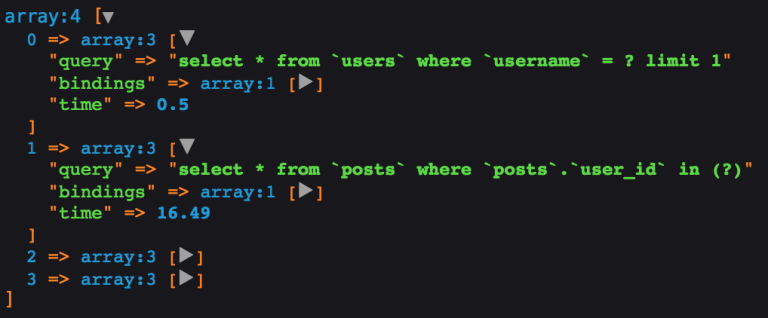 array:4 [▼
  0 => array:3 [▼
    "query" => "select * from `users` where `username` = ? limit 1"
    "bindings" => array:1 [▶]
    "time" => 0.5
  ]
  1 => array:3 [▼
    "query" => "select * from `posts` where `posts`.`user_id` in (?)"
    "bindings" => array:1 [▶]
    "time" => 16.49
  ]
  2 => array:3 [▶]
  3 => array:3 [▶]
]